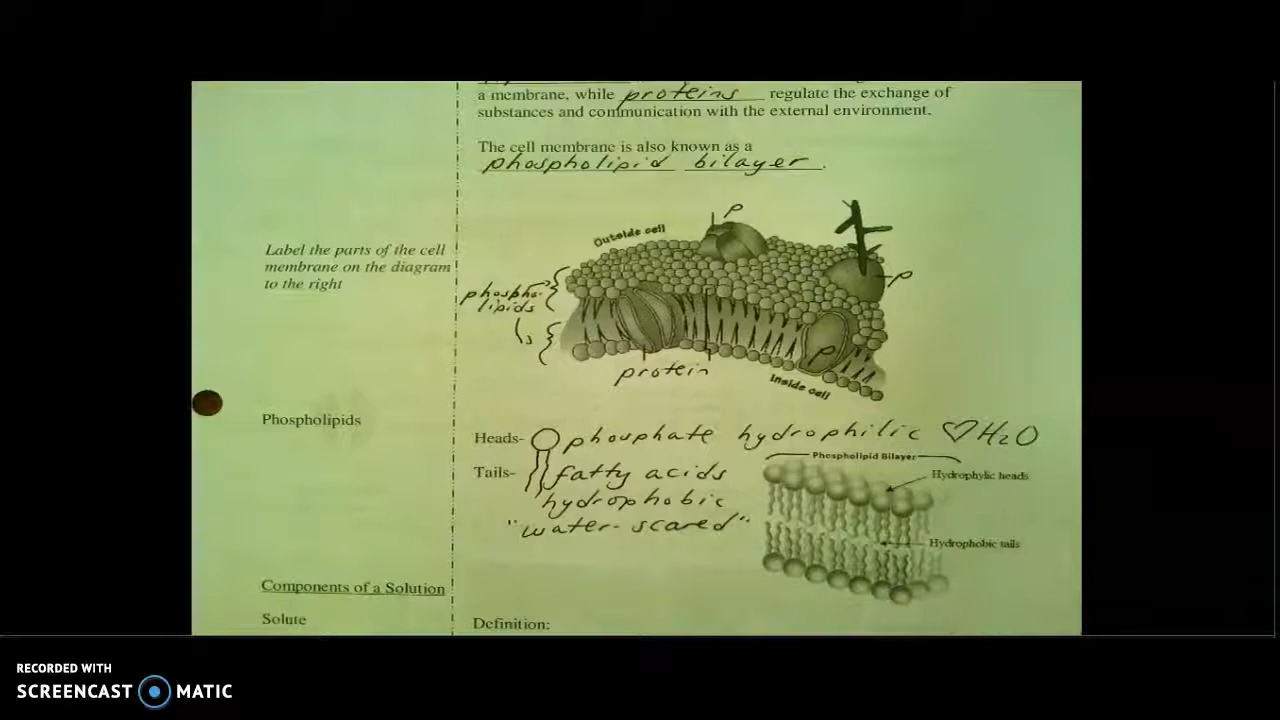 a membrane, while proteins regulate the exchange of
substances and communication with the external environment.
The cell membrane is also known as a
phospholipid bilayer.
Label the parts of the cell
membrane on the diagram
to the right
Outside cell
P
P
phospho-
lipids
P
protein
Inside cell
Phospholipids
Heads- phosphate hydrophilic ♡ H2O
Tails- fatty acids
hydrophobic
"water-scared"
Phospholipid Bilayer
Hydrophylic heads
Hydrophobic tails
Components of a Solution
Solute
Definition:
RECORDED WITH
SCREENCAST MATIC